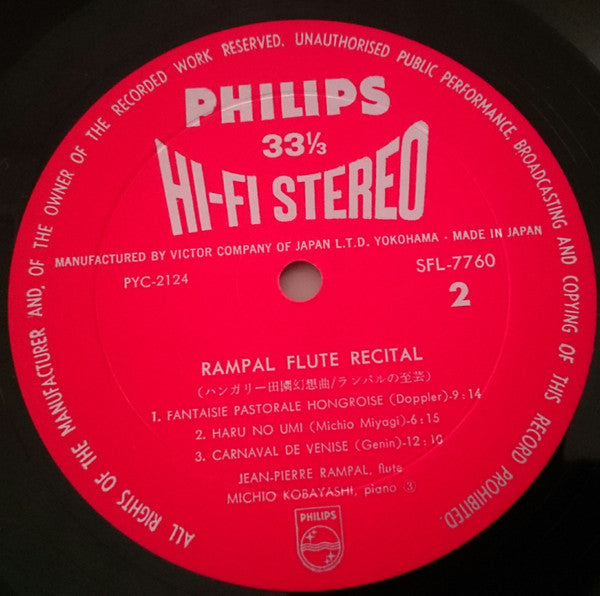 ALL RIGHTS OF THE MANUFACTURER AND, OF THE OWNER OF THE RECORDED WORK RESERVED. UNAUTHORISED PUBLIC PERFORMANCE, BROADCASTING AND COPYING OF THIS RECORD PROHIBITED.
PHILIPS
33⅓
HI-FI STEREO
MANUFACTURED BY VICTOR COMPANY OF JAPAN L.T.D. YOKOHAMA - MADE IN JAPAN
PYC-2124
SFL-7760
2
RAMPAL FLUTE RECITAL
(ハンガリー田園幻想曲/ランパルの至芸)
1. FANTAISIE PASTORALE HONGROISE (Doppler)-9:14
2. HARU NO UMI (Michio Miyagi)-6:15
3. CARNAVAL DE VENISE (Genin)-12:10
JEAN-PIERRE RAMPAL, flute
MICHIO KOBAYASHI, piano ③
PHILIPS